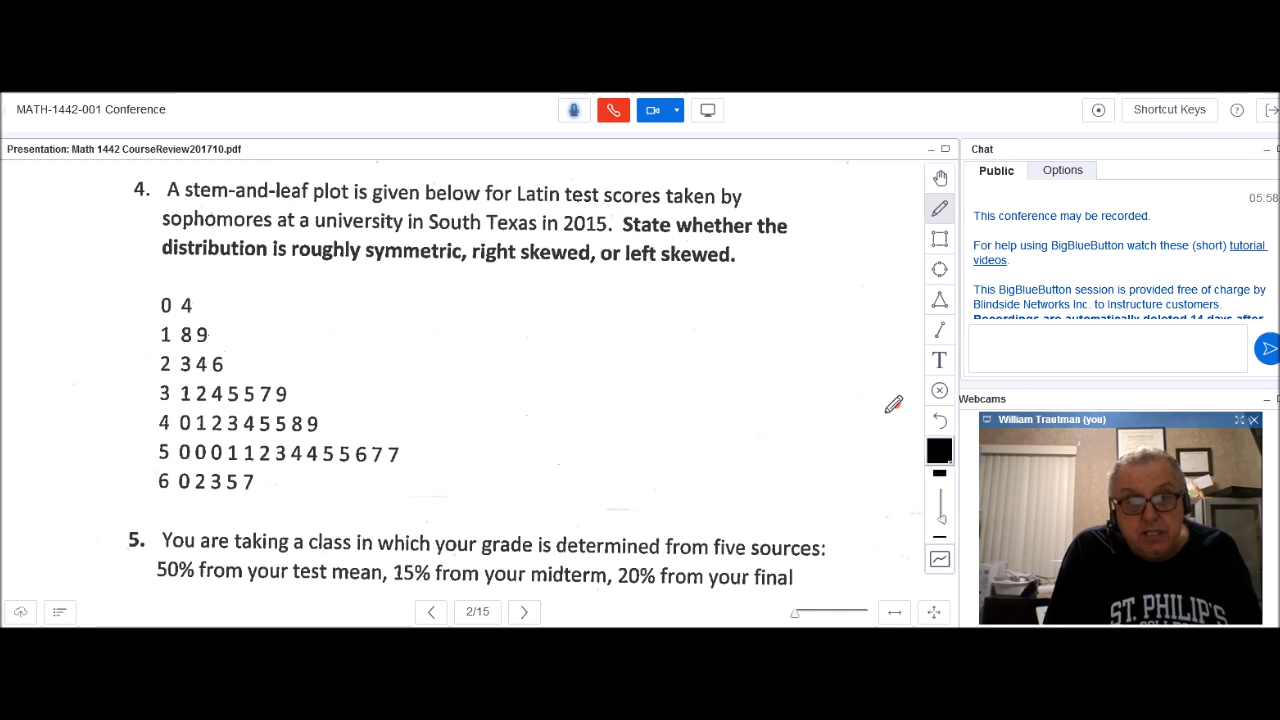 MATH-1442-001 Conference
Shortcut Keys
Presentation: Math 1442 CourseReview201710.pdf
4. A stem-and-leaf plot is given below for Latin test scores taken by
sophomores at a university in South Texas in 2015. State whether the
distribution is roughly symmetric, right skewed, or left skewed.
0 4
1 8 9
2 3 4 6
3 1 2 4 5 5 7 9
4 0 1 2 3 4 5 5 8 9
5 0 0 0 1 1 2 3 4 4 5 5 6 7 7
6 0 2 3 5 7
5. You are taking a class in which your grade is determined from five sources:
50% from your test mean, 15% from your midterm, 20% from your final
T
2/15
Chat
Public Options
05:58
This conference may be recorded.
For help using BigBlueButton watch these (short) tutorial
videos.
This BigBlueButton session is provided free of charge by
Blindside Networks Inc. to Instructure customers.
Recordings are automatically deleted 14 days after
Webcams
William Trautman (you)
ST. PHILIP'S